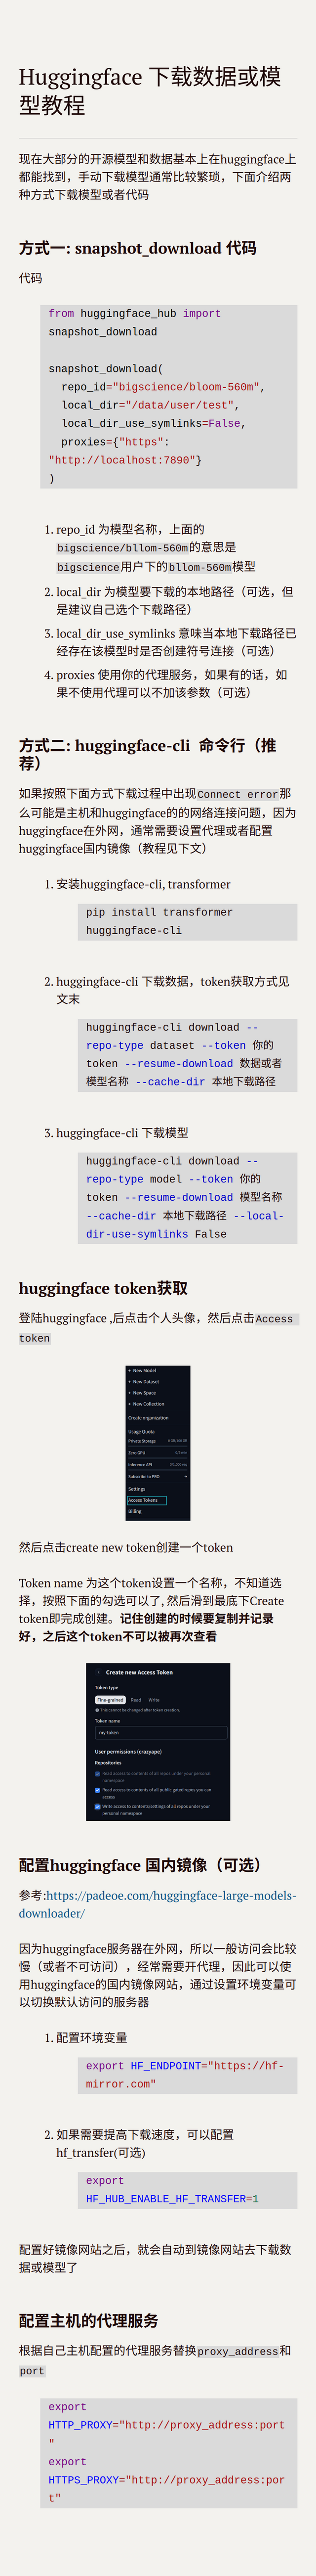 Huggingface 下载数据或模
型教程
现在大部分的开源模型和数据基本上在huggingface上
都能找到，手动下载模型通常比较繁琐，下面介绍两
种方式下载模型或者代码
方式一: snapshot_download 代码
代码
from huggingface_hub import
snapshot_download
snapshot_download(
repo_id="bigscience/bloom-560m",
local_dir="/data/user/test",
local_dir_use_symlinks=False,
proxies={"https":
"http://localhost:7890"}
)
1. repo_id 为模型名称，上面的
bigscience/bllom-560m的意思是
bigscience用户下的bllom-560m模型
2. local_dir 为模型要下载的本地路径（可选，但
是建议自己选个下载路径）
3. local_dir_use_symlinks 意味当本地下载路径已
经存在该模型时是否创建符号连接（可选）
4. proxies 使用你的代理服务，如果有的话，如
果不使用代理可以不加该参数（可选）
方式二: huggingface-cli 命令行（推
荐）
如果按照下面方式下载过程中出现Connect error那
么可能是主机和huggingface的的网络连接问题，因为
huggingface在外网，通常需要设置代理或者配置
huggingface国内镜像（教程见下文）
1. 安装huggingface-cli, transformer
pip install transformer
huggingface-cli
2. huggingface-cli 下载数据，token获取方式见
文末
huggingface-cli download --
repo-type dataset --token 你的
token --resume-download 数据或者
模型名称 --cache-dir 本地下载路径
3. huggingface-cli 下载模型
huggingface-cli download --
repo-type model --token 你的
token --resume-download 模型名称
--cache-dir 本地下载路径 --local-
dir-use-symlinks False
huggingface token获取
登陆huggingface ,后点击个人头像，然后点击Access
token
+ New Model
+ New Dataset
+ New Space
+ New Collection
Create organization
Usage Quota
Private Storage
Zero GPU
Inference API
Subscribe to PRO
Settings
Access Tokens
Billing
然后点击create new token创建一个token
Token name 为这个token设置一个名称，不知道选
择，按照下面的勾选可以了, 然后滑到最底下Create
token即完成创建。记住创建的时候要复制并记录
好，之后这个token不可以被再次查看
Create new Access Token
Token type
Fine-grained Read Write
This cannot be changed after token creation.
Token name
my-token
User permissions (crazyape)
Repositories
Read access to contents of all repos under your personal
namespace
Read access to contents of all public gated repos you can
access
Write access to contents/settings of all repos under your
personal namespace
配置huggingface 国内镜像（可选）
参考:https://padeoe.com/huggingface-large-models-
downloader/
因为huggingface服务器在外网，所以一般访问会比较
慢（或者不可访问），经常需要开代理，因此可以使
用huggingface的国内镜像网站，通过设置环境变量可
以切换默认访问的服务器
1. 配置环境变量
export HF_ENDPOINT="https://hf-
mirror.com"
2. 如果需要提高下载速度，可以配置
hf_transfer(可选)
export
HF_HUB_ENABLE_HF_TRANSFER=1
配置好镜像网站之后，就会自动到镜像网站去下载数
据或模型了
配置主机的代理服务
根据自己主机配置的代理服务替换proxy_address和
port
export
HTTP_PROXY="http://proxy_address:port
"
export
HTTPS_PROXY="http://proxy_address:por
t"